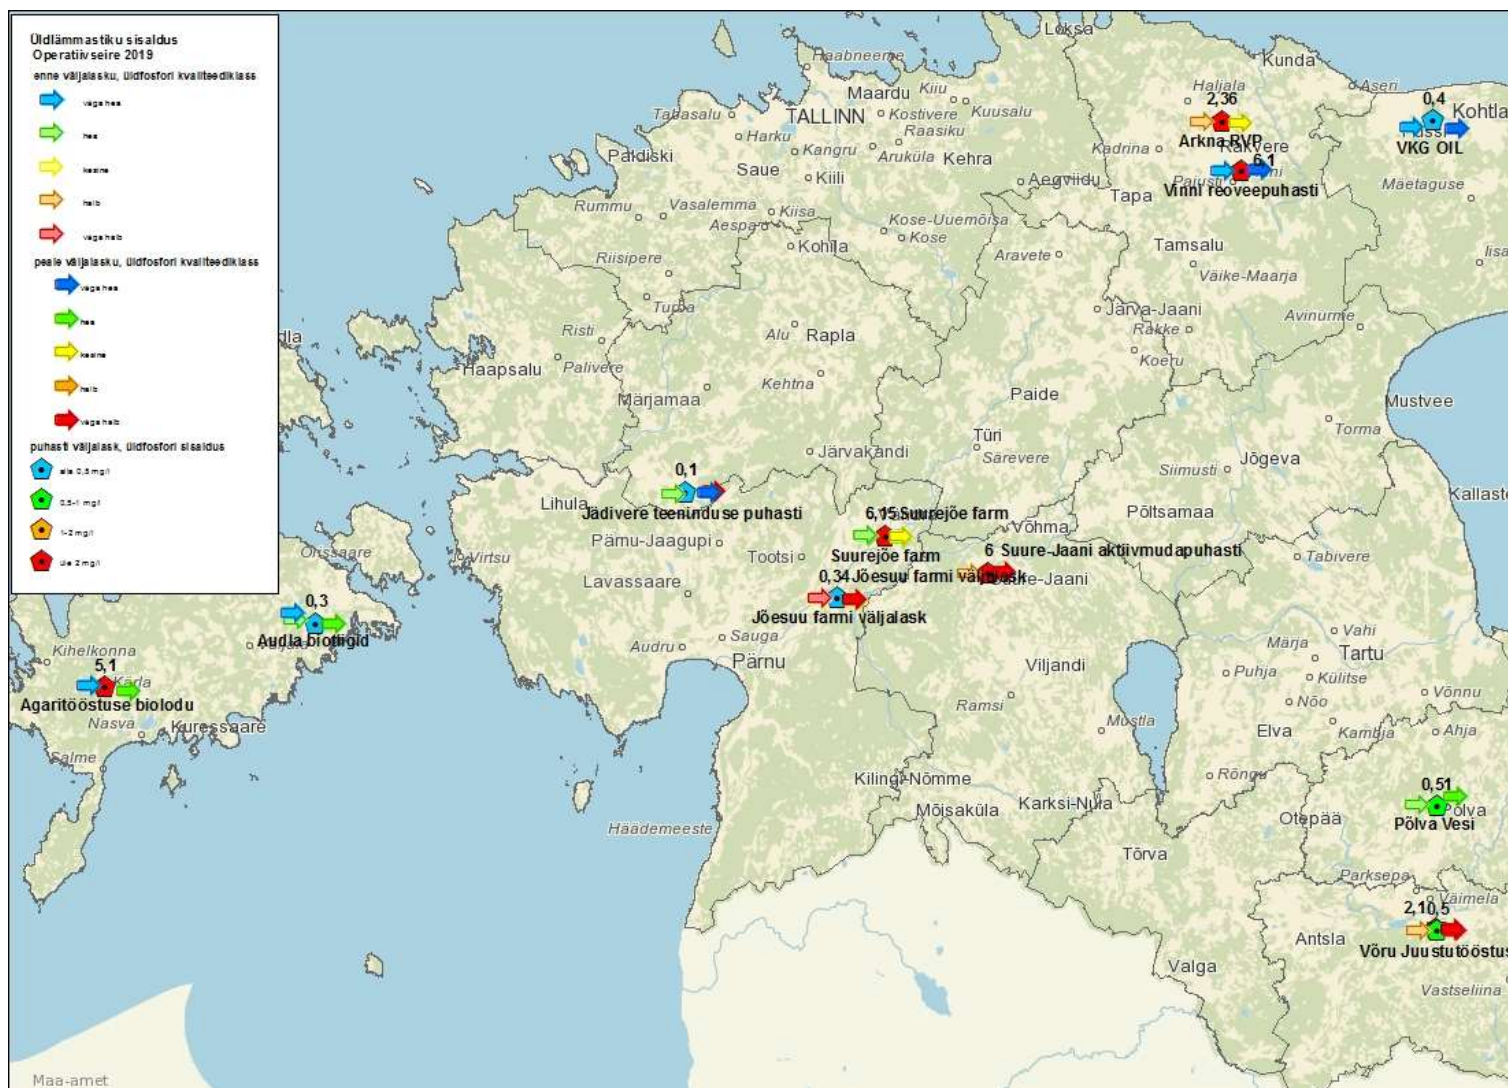 Üldlämmastiku sisaldus
Operatiivseire 2019
enne väljalasku, üldfosfori kvaliteediklass
väga hea
hea
kesine
halb
väga halb
peale väljalasku, üldfosfori kvaliteediklass
väga hea
hea
kesine
halb
väga halb
puhasti väljalask, üldfosfori sisaldus
alla 0,5 mg/l
0,5-1 mg/l
1-2 mg/l
üle 2 mg/l
Loksa
Haabneeme
Kunda
Maardu
Kiiu
Haljala
Aseri
Tabasalu
TALLINN
Kostivere
Kuusalu
2,36
0,4
Kohtla
Harku
Raasiku
Arkna RVP
Rakvere
VKG OIL
Paldiski
Saue
Kangru
Aruküla
Kehra
Kadrina
6,1
Kiili
Aegviidu
Pajusti
Mäetaguse
Vinni reoveepuhasti
Rummu
Vasalemma
Kiisa
Tapa
Aespa
Kose-Uuemõisa
Kose
Kohila
Tamsalu
Riisipere
Aravete
Väike-Maarja
Iisa
Turba
Järva-Jaani
Avinurme
Risti
Alu
Rapla
Rakke
dla
Haapsalu
Palivere
Koeru
Kehtna
Märjamaa
Paide
Mustvee
Türi
Torma
Järvakandi
Särevere
Jõgeva
Siimusti
0,1
Lihula
Jädivere teeninduse puhasti
6,15 Suurejõe farm
Põltsamaa
Kallaste
Võhma
Pärnu-Jaagupi
Suurejõe farm
6 Suure-Jaani aktiivmudapuhasti
Orissaare
Virtsu
Tootsi
Tabivere
Lavassaare
0,34 Jõesuu farmi väljalask
Suure-Jaani
0,3
Jõesuu farmi väljalask
Audla biotiigid
Kihelkonna
Sauga
Märja
Vahi
Audru
Pärnu
Tartu
5,1
Viljandi
Puhja
Külitse
Kärla
Agaritööstuse biolodu
Ramsi
Nõo
Võnnu
Nasva
Kuressaare
Mustla
Elva
Kambja
Ahja
Salme
Kilingi-Nõmme
Rõngu
0,51
Mõisaküla
Karksi-Nuia
Otepää
Põlva
Häädemeeste
Põlva Vesi
Tõrva
Parksepa
Väimela
2,10,5
Antsla
Võru Juustutööstus
Valga
Vastseliina
Maa-amet